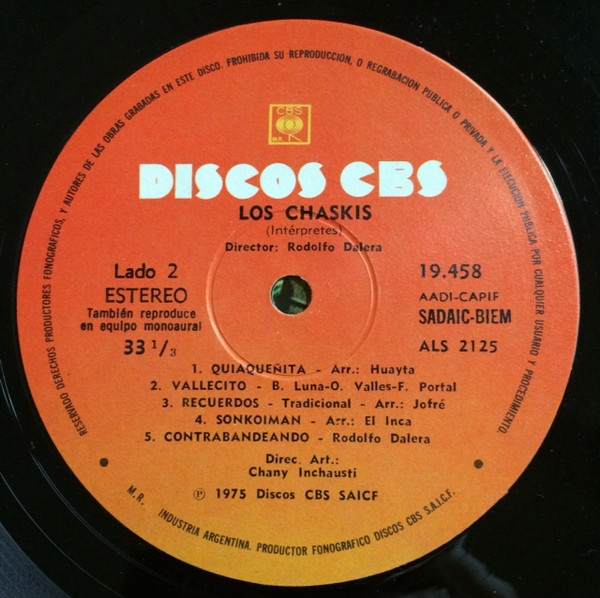 RESERVADO DERECHOS PRODUCTORES FONOGRAFICOS, Y AUTORES DE LAS OBRAS GRABADAS EN ESTE DISCO. PROHIBIDA SU REPRODUCCION, O REGRABACION PUBLICA O PRIVADA Y LA EJECUCION PUBLICA POR CUALQUIER USUARIO Y PROCEDIMIENTO.
CBS
M.R.
DISCOS CBS
LOS CHASKIS
(Intérpretes)
Director: Rodolfo Dalera
Lado 2
ESTEREO
También reproduce
en equipo monoaural
33 1/3
19.458
AADI-CAPIF
SADAIC-BIEM
ALS 2125
1. QUIAQUEÑITA - Arr.: Huayta
2. VALLECITO - B. Luna-O. Valles-F. Portal
3. RECUERDOS - Tradicional - Arr.: Jofré
4. SONKOIMAN - Arr.: El Inca
5. CONTRABANDEANDO - Rodolfo Dalera
Direc. Art.:
Chany Inchausti
℗ 1975 Discos CBS SAICF
M.R. INDUSTRIA ARGENTINA. PRODUCTOR FONOGRAFICO DISCOS CBS S.A.I.C.F.